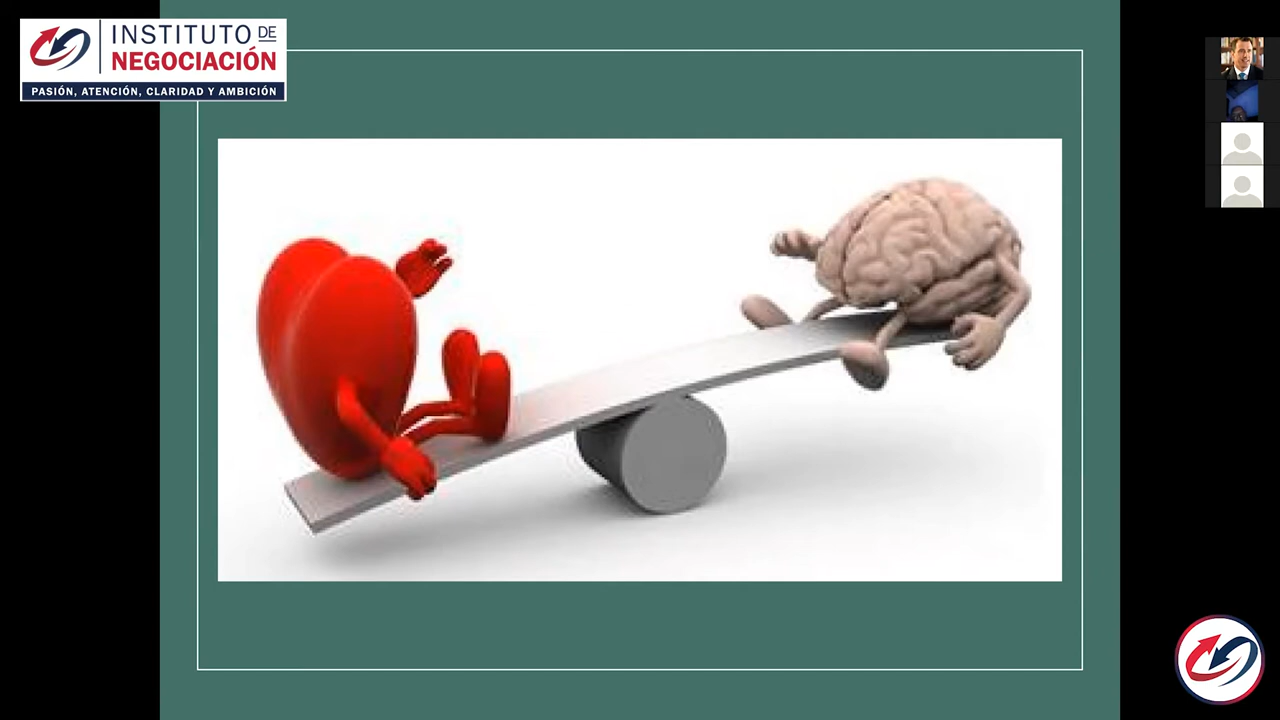 INSTITUTO DE
NEGOCIACIÓN
PASIÓN, ATENCIÓN, CLARIDAD Y AMBICIÓN